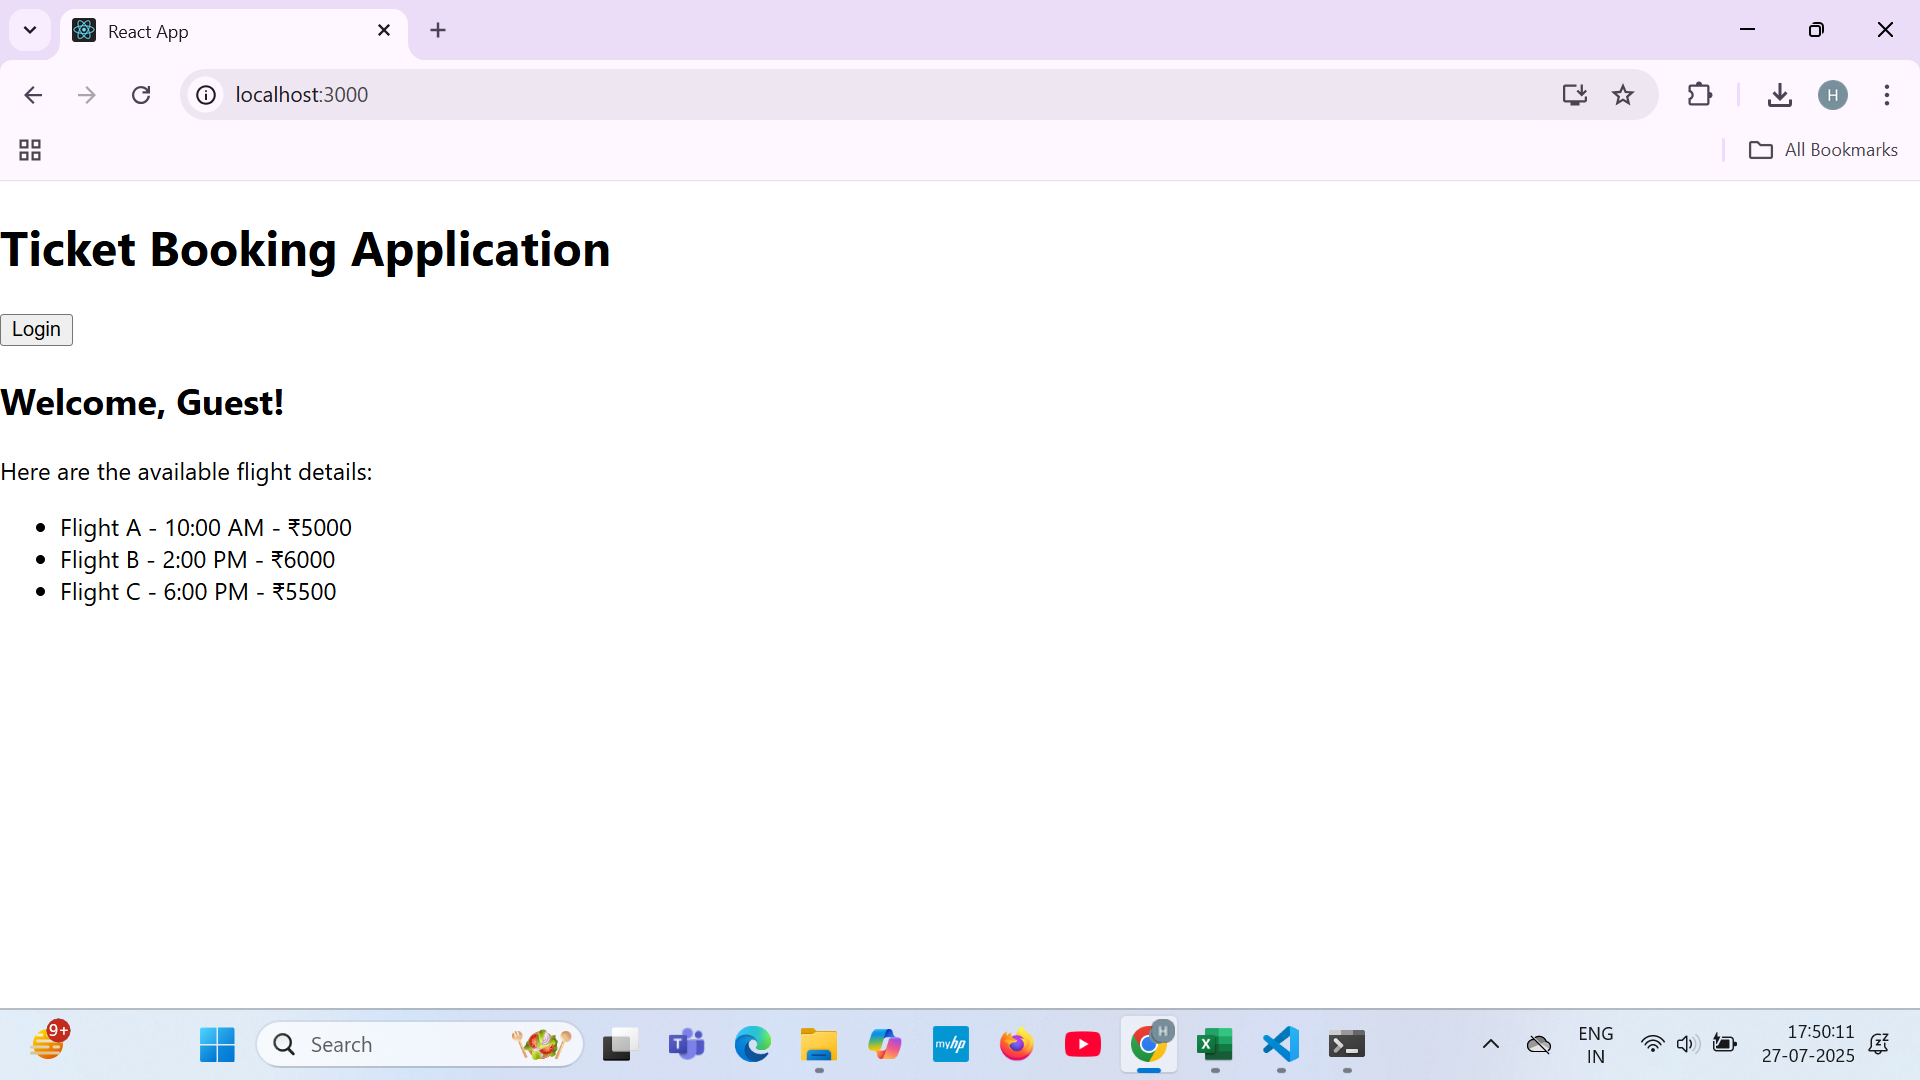 React App
localhost:3000
H
All Bookmarks
Ticket Booking Application
Login
Welcome, Guest!
Here are the available flight details:
Flight A - 10:00 AM - ₹5000
Flight B - 2:00 PM - ₹6000
Flight C - 6:00 PM - ₹5500
9+
Search
T
myhp
H
X
ENG
IN
17:50:11
27-07-2025